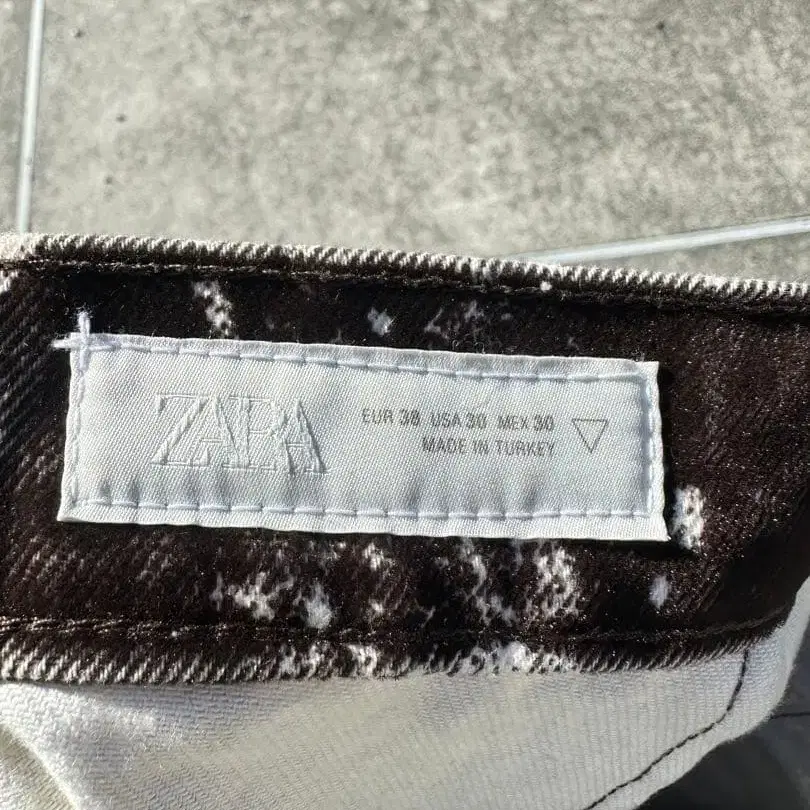 ZARA
EUR 38 USA 30 MEX 30
MADE IN TURKEY